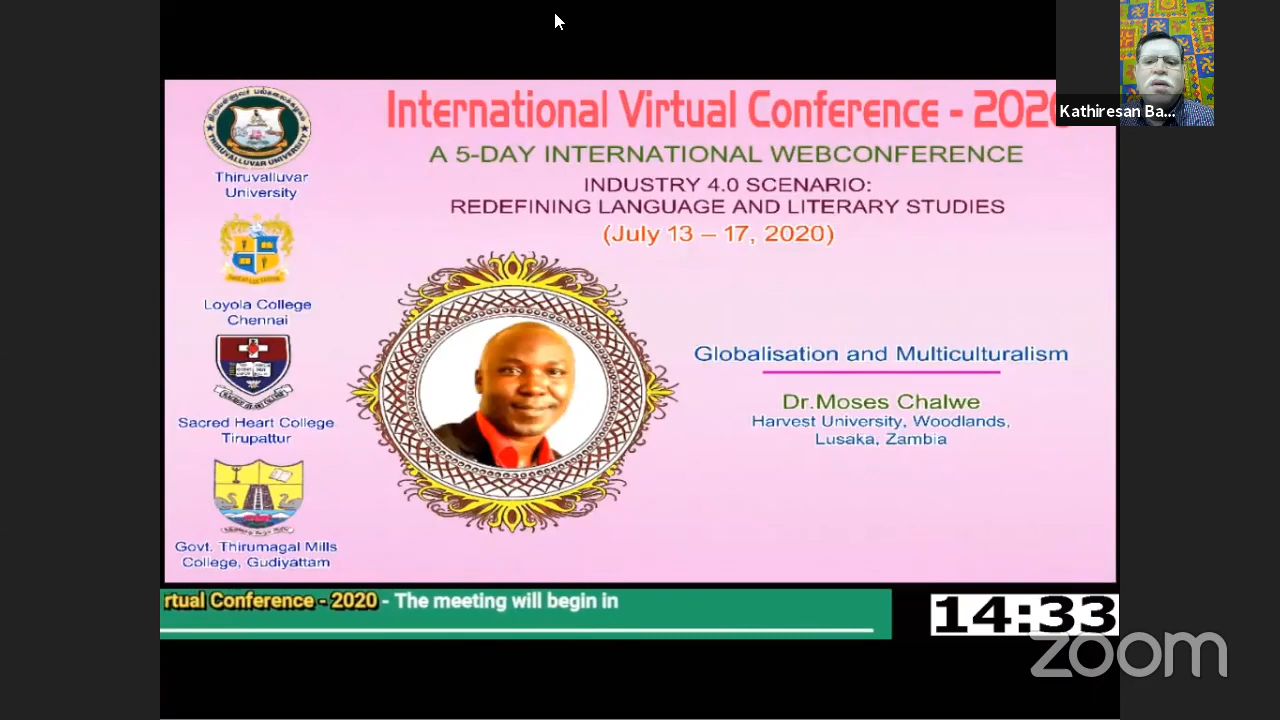 International Virtual Conference - 2020
A 5-DAY INTERNATIONAL WEBCONFERENCE
INDUSTRY 4.0 SCENARIO:
REDEFINING LANGUAGE AND LITERARY STUDIES
(July 13 – 17, 2020)
Kathiresan Ba...
THIRUVALLUVAR UNIVERSITY
Thiruvalluvar
University
Loyola College
Chennai
Sacred Heart College
Tirupattur
Govt. Thirumagal Mills
College, Gudiyattam
Globalisation and Multiculturalism
Dr.Moses Chalwe
Harvest University, Woodlands,
Lusaka, Zambia
rtual Conference - 2020 - The meeting will begin in
14:33
zoom